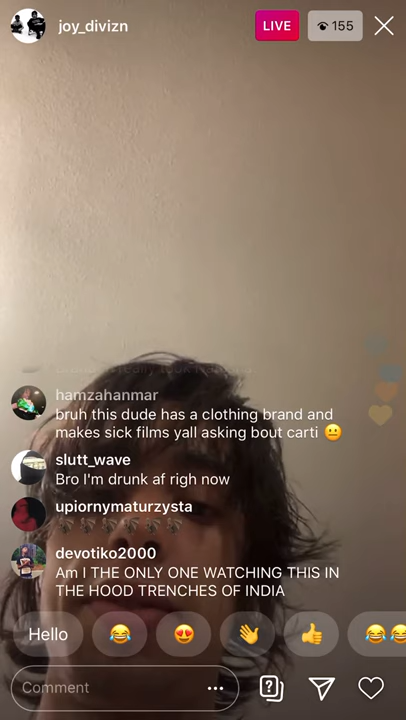 joy_divizn
LIVE
155
hamzahanmar
bruh this dude has a clothing brand and
makes sick films yall asking bout carti 😐
slutt_wave
Bro I'm drunk af righ now
upiornymaturzysta
devotiko2000
Am I THE ONLY ONE WATCHING THIS IN
THE HOOD TRENCHES OF INDIA
Hello
Comment